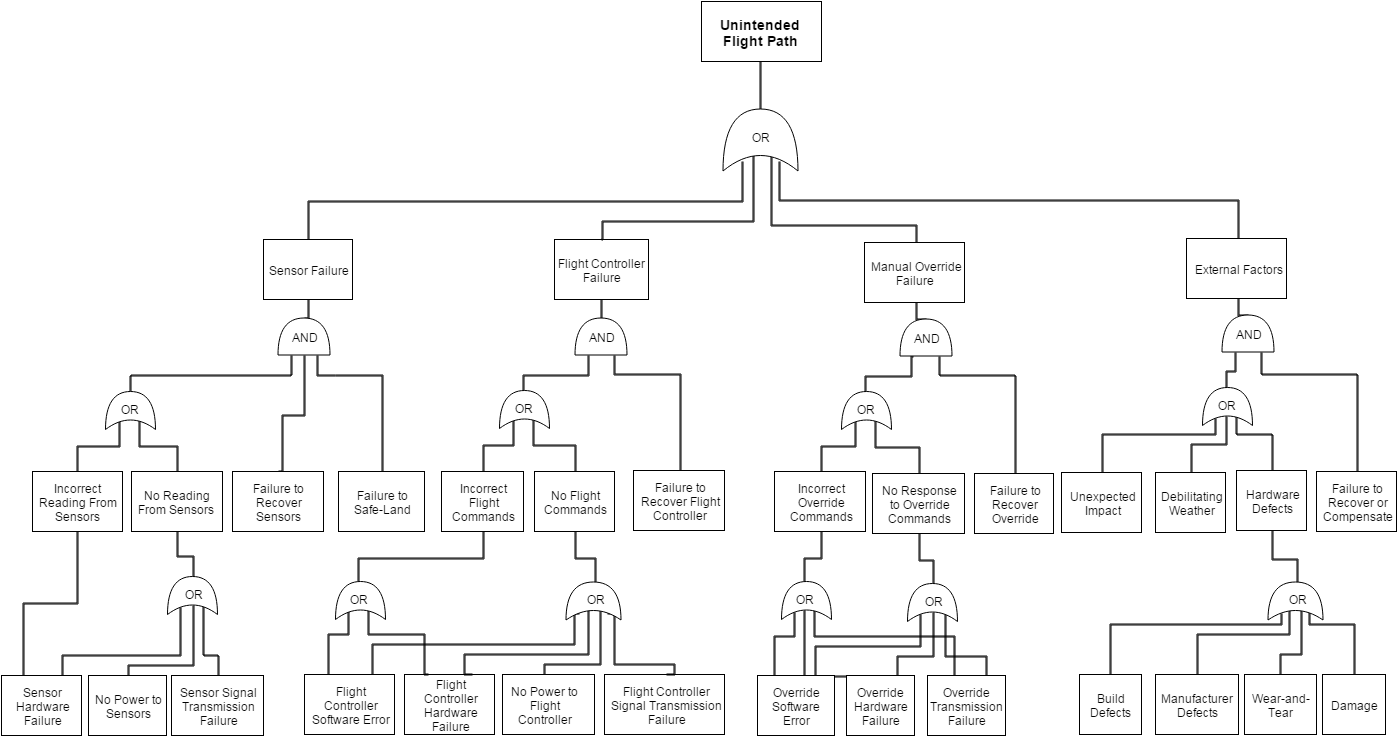 Unintended
Flight Path
OR
Sensor Failure
Flight Controller
Failure
Manual Override
Failure
External Factors
AND
AND
AND
AND
OR
OR
OR
OR
Incorrect
Reading From
Sensors
No Reading
From Sensors
Failure to
Recover
Sensors
Failure to
Safe-Land
Incorrect
Flight
Commands
No Flight
Commands
Failure to
Recover Flight
Controller
Incorrect
Override
Commands
No Response
to Override
Commands
Failure to
Recover
Override
Unexpected
Impact
Debilitating
Weather
Hardware
Defects
Failure to
Recover or
Compensate
OR
OR
OR
OR
OR
OR
Sensor
Hardware
Failure
No Power to
Sensors
Sensor Signal
Transmission
Failure
Flight
Controller
Software Error
Flight
Controller
Hardware
Failure
No Power to
Flight
Controller
Flight Controller
Signal Transmission
Failure
Override
Software
Error
Override
Hardware
Failure
Override
Transmission
Failure
Build
Defects
Manufacturer
Defects
Wear-and-
Tear
Damage